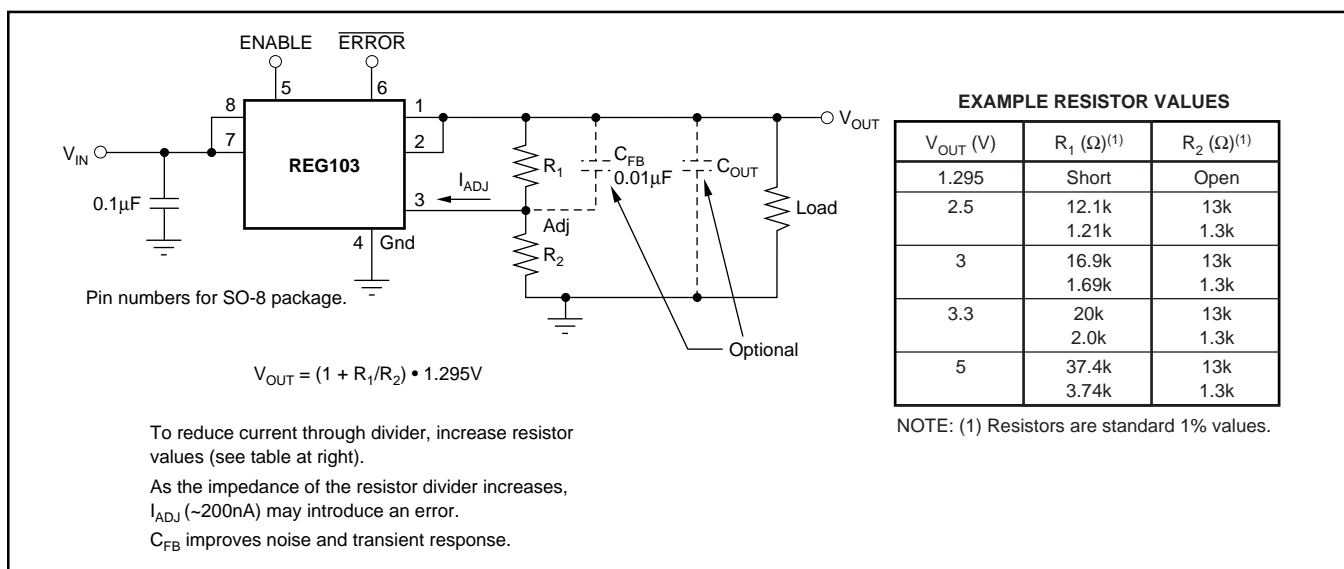 ENABLE
ERROR
5
6
8
7
1
2
3
4
REG103
V_IN
0.1μF
Gnd
I_ADJ
Adj
R_1
R_2
C_FB
0.01μF
C_OUT
Load
V_OUT
Optional
Pin numbers for SO-8 package.
V_OUT = (1 + R_1/R_2) • 1.295V
To reduce current through divider, increase resistor
values (see table at right).
As the impedance of the resistor divider increases,
I_ADJ (~200nA) may introduce an error.
C_FB improves noise and transient response.
EXAMPLE RESISTOR VALUES
V_OUT (V) R_1 (Ω)(1) R_2 (Ω)(1)
1.295 Short Open
2.5 12.1k 13k
1.21k 1.3k
3 16.9k 13k
1.69k 1.3k
3.3 20k 13k
2.0k 1.3k
5 37.4k 13k
3.74k 1.3k
NOTE: (1) Resistors are standard 1% values.